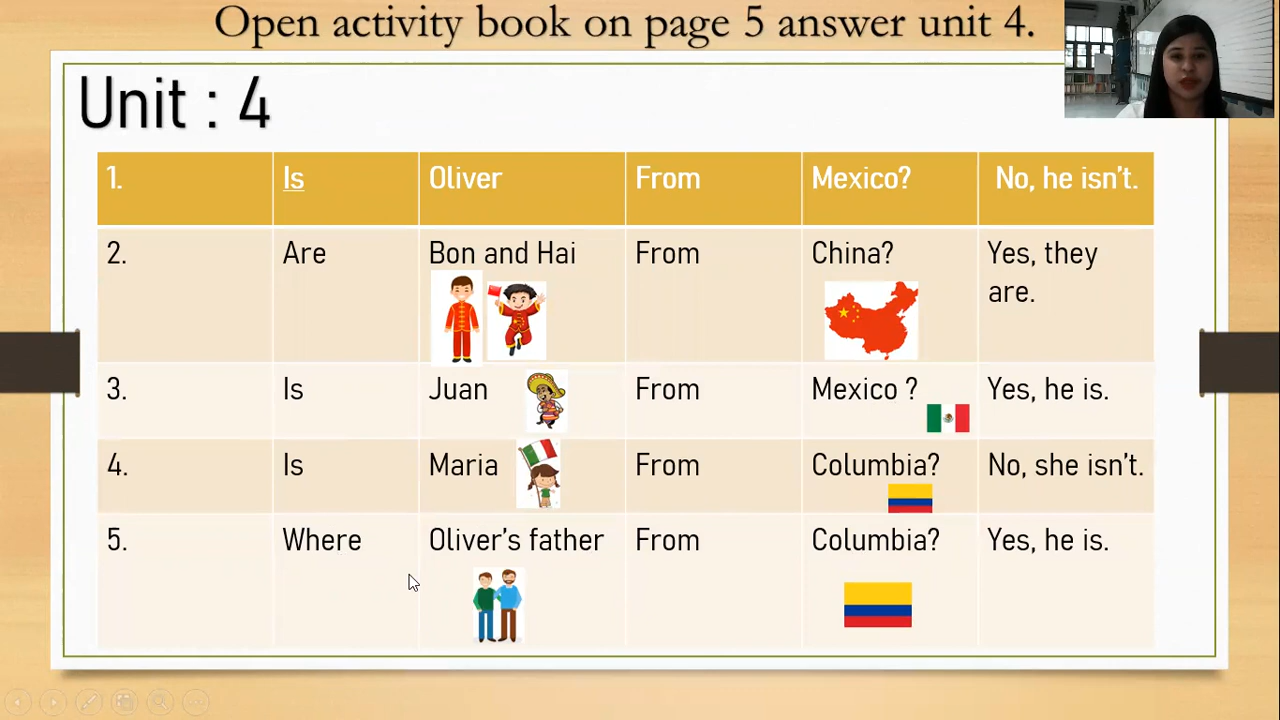 Open activity book on page 5 answer unit 4.
Unit : 4
1. Is Oliver From Mexico? No, he isn't.
2. Are Bon and Hai From China? Yes, they
are.
3. Is Juan From Mexico ? Yes, he is.
4. Is Maria From Columbia? No, she isn't.
5. Where Oliver's father From Columbia? Yes, he is.